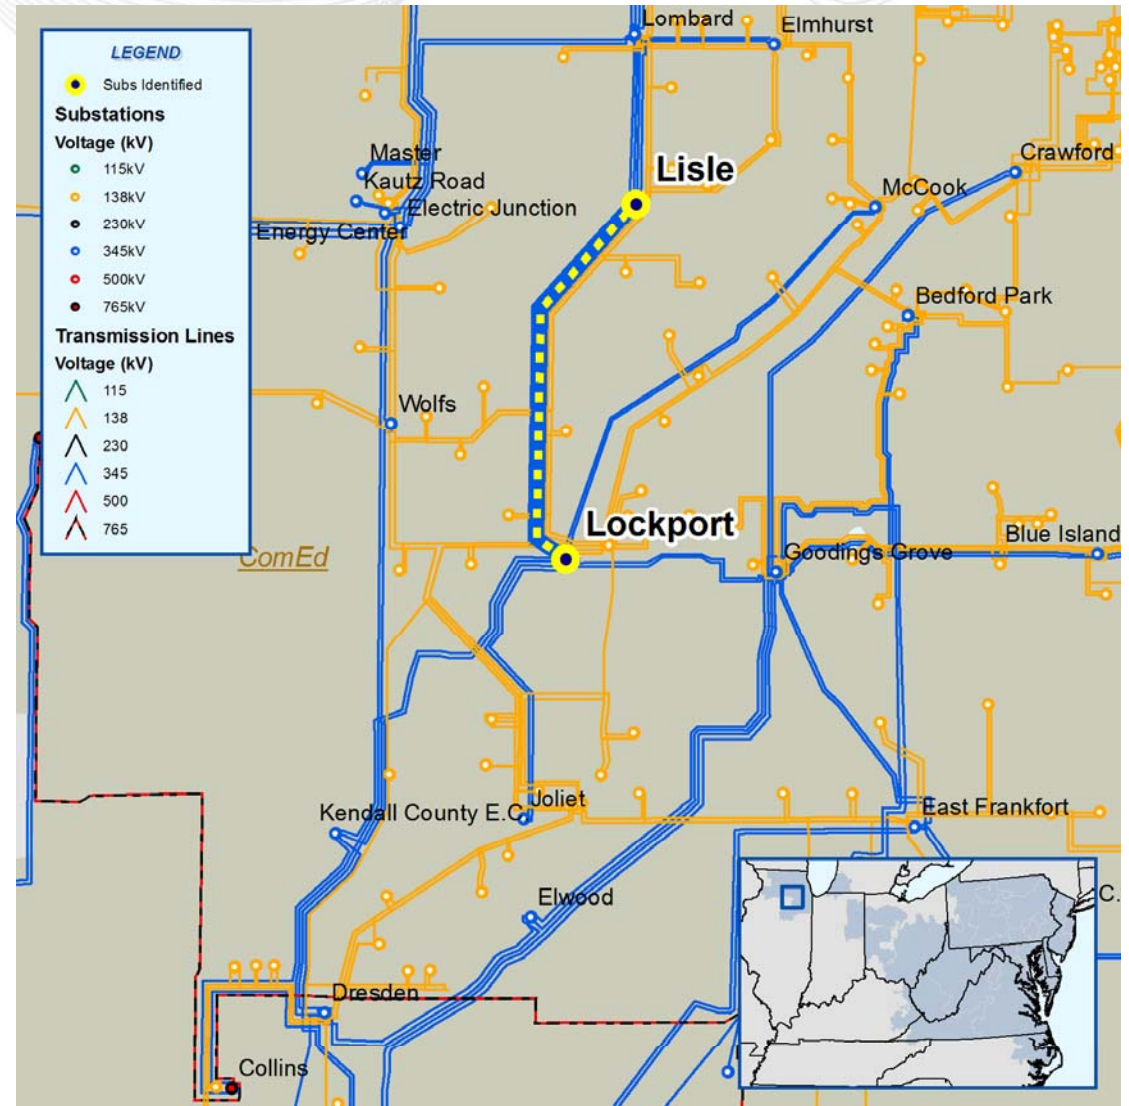 LEGEND
Subs Identified
Substations
Voltage (kV)
115kV
138kV
230kV
345kV
500kV
765kV
Transmission Lines
Voltage (kV)
115
138
230
345
500
765
Lombard
Elmhurst
Master
Kautz Road
Electric Junction
Energy Center
Lisle
McCook
Crawford
Bedford Park
Wolfs
Lockport
Goodings Grove
Blue Island
ComEd
Kendall County E.C
Joliet
East Frankfort
Elwood
Dresden
Collins
C.